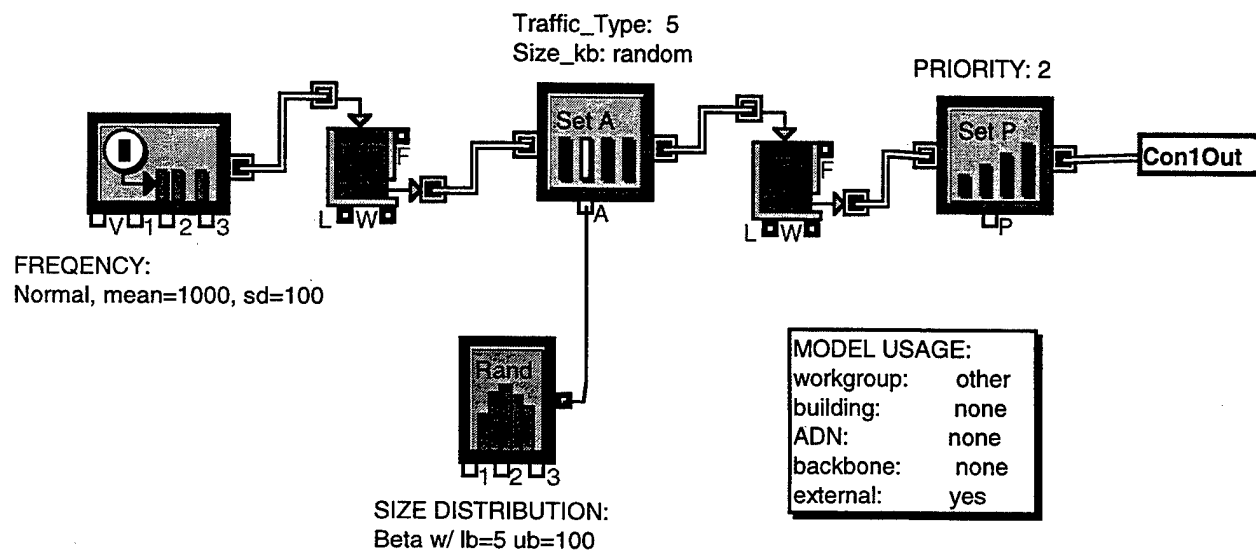 Traffic_Type: 5
Size_kb: random
PRIORITY: 2
Set A
Set P
Con1Out
F
F
V 1 2 3
L W
A
L W
P
FREQENCY:
Normal, mean=1000, sd=100
Rand
1 2 3
SIZE DISTRIBUTION:
Beta w/ lb=5 ub=100
MODEL USAGE:
workgroup: other
building: none
ADN: none
backbone: none
external: yes